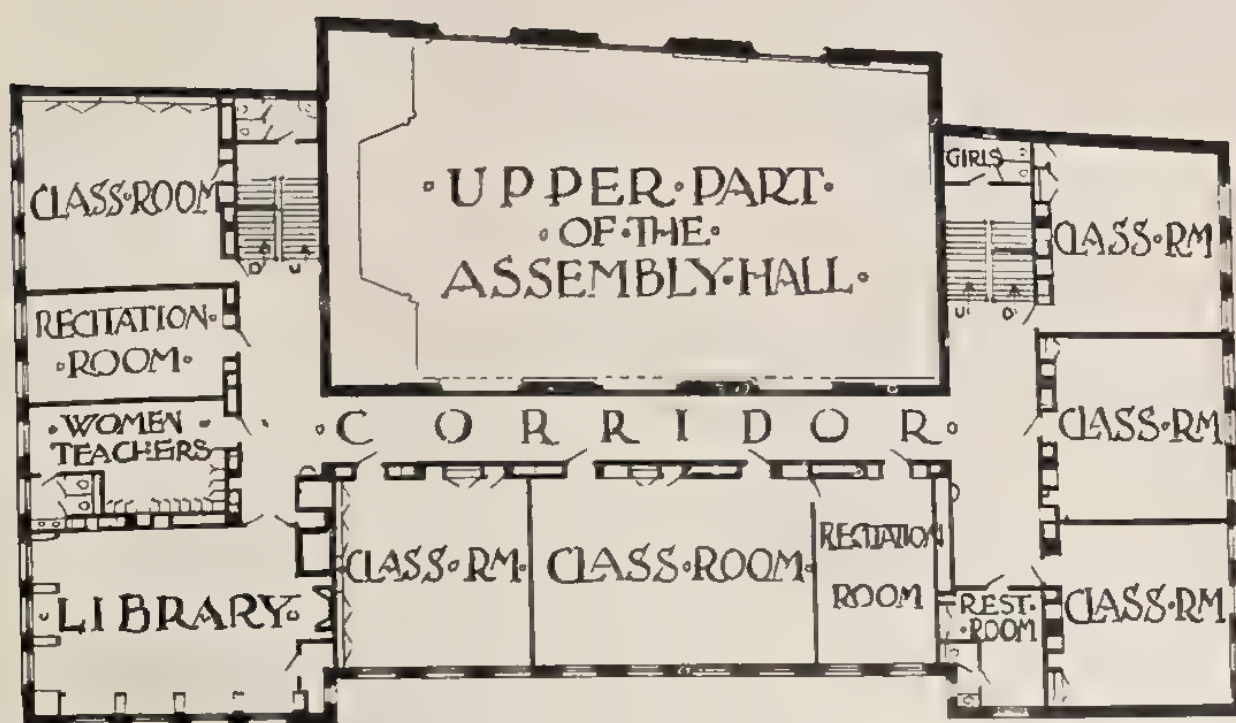 CLASS·ROOM
·UPPER·PART·
·OF·THE·
ASSEMBLY·HALL·
GIRLS
CLASS·RM
D U
U D
RECITATION·
·ROOM·
·WOMEN·
TEACHERS
·CORRIDOR·
CLASS·RM
CLASS·RM·
CLASS·ROOM·
RECITATION
ROOM
LIBRARY·
REST·
·ROOM
CLASS·RM